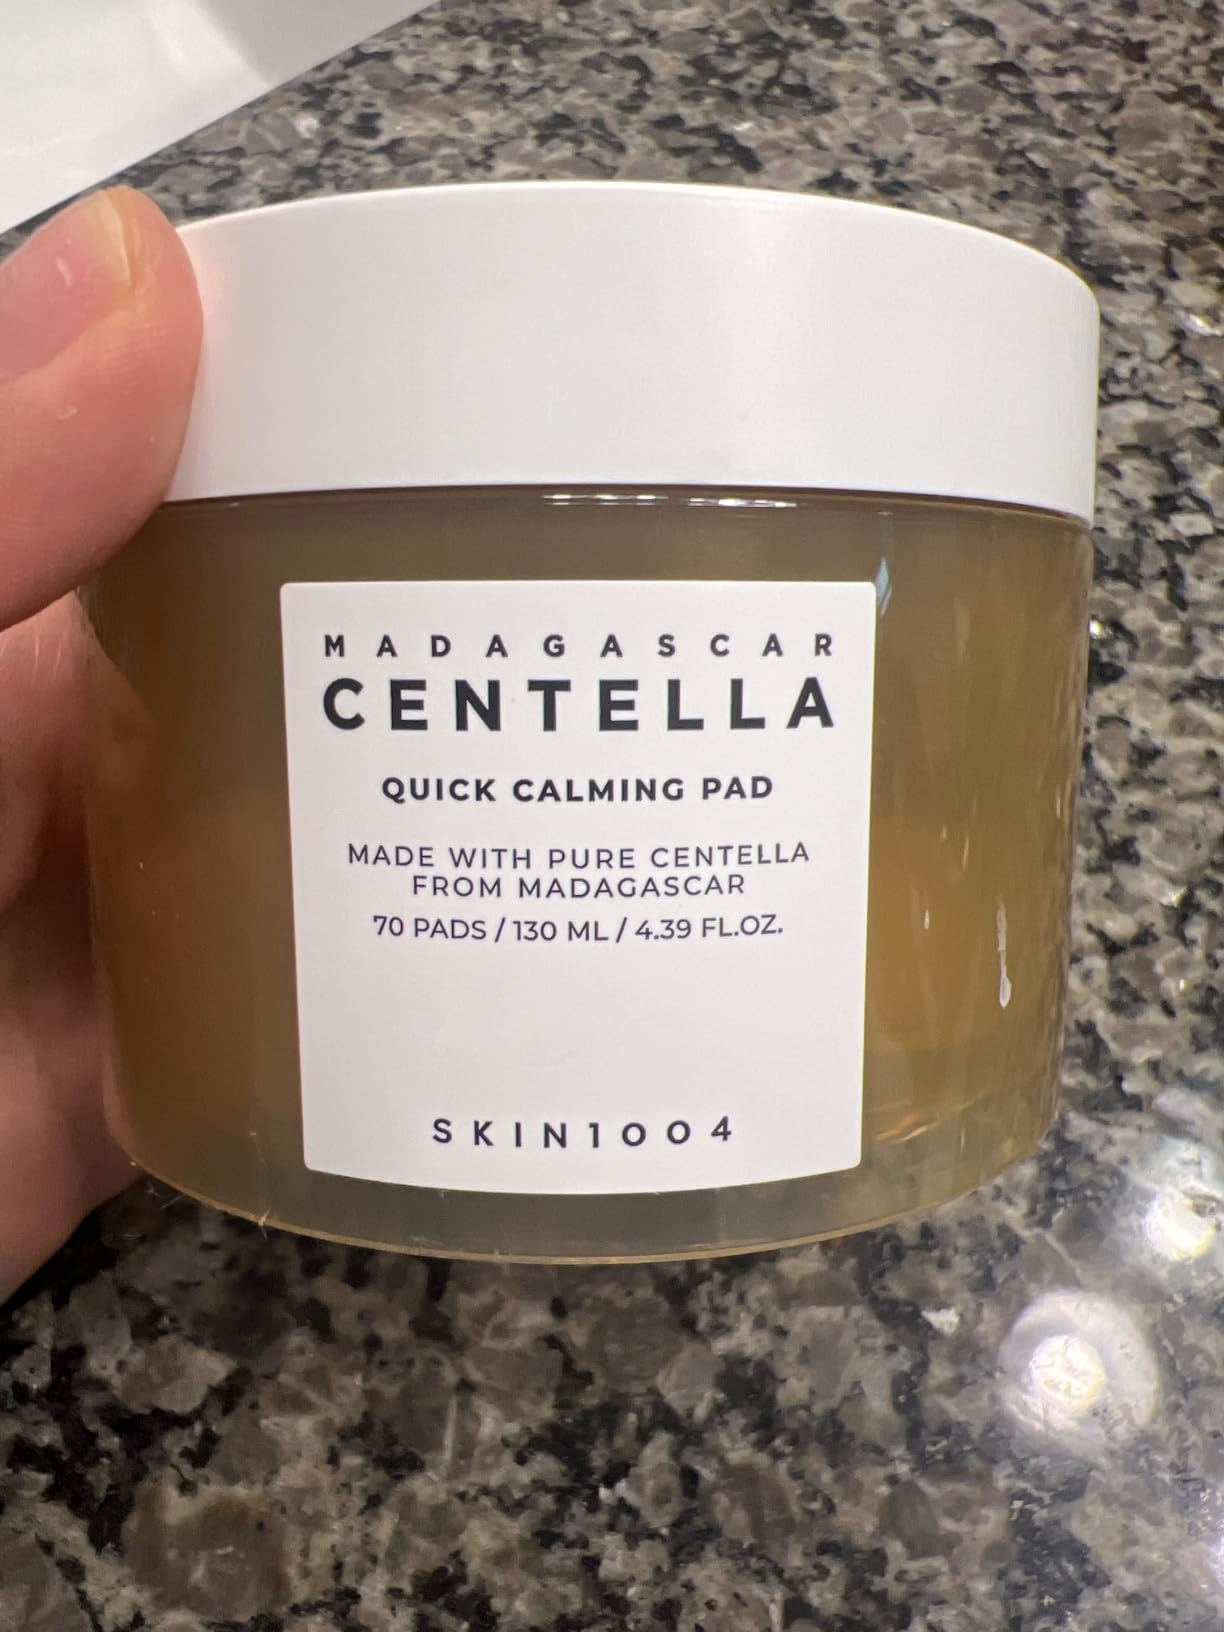 MADAGASCAR
CENTELLA
QUICK CALMING PAD
MADE WITH PURE CENTELLA
FROM MADAGASCAR
70 PADS / 130 ML / 4.39 FL.OZ.
SKIN1004